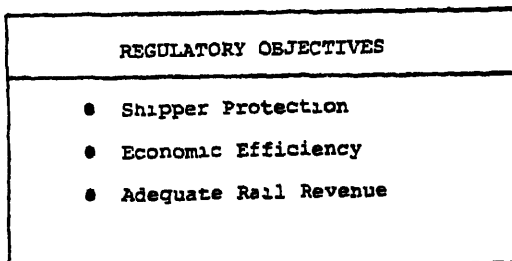 REGULATORY OBJECTIVES
● Shipper Protection
● Economic Efficiency
● Adequate Rail Revenue